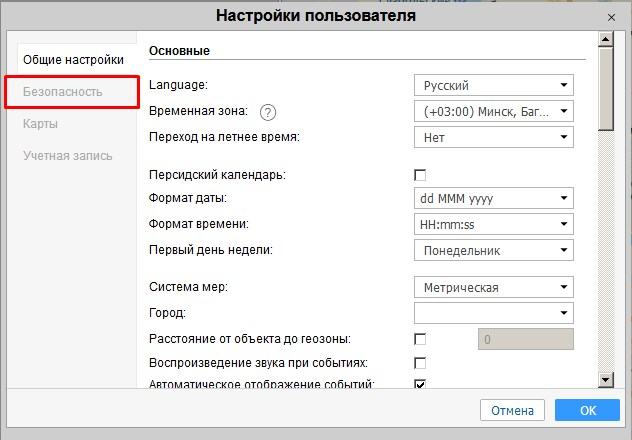 Настройки пользователя
Общие настройки
Безопасность
Карты
Учетная запись
Основные
Language: Русский
Временная зона: ? (+03:00) Минск, Баг...
Переход на летнее время: Нет
Персидский календарь:
Формат даты: dd MMM yyyy
Формат времени: HH:mm:ss
Первый день недели: Понедельник
Система мер: Метрическая
Город:
Расстояние от объекта до геозоны: 0
Воспроизведение звука при событиях:
Автоматическое отображение событий:
Отмена OK